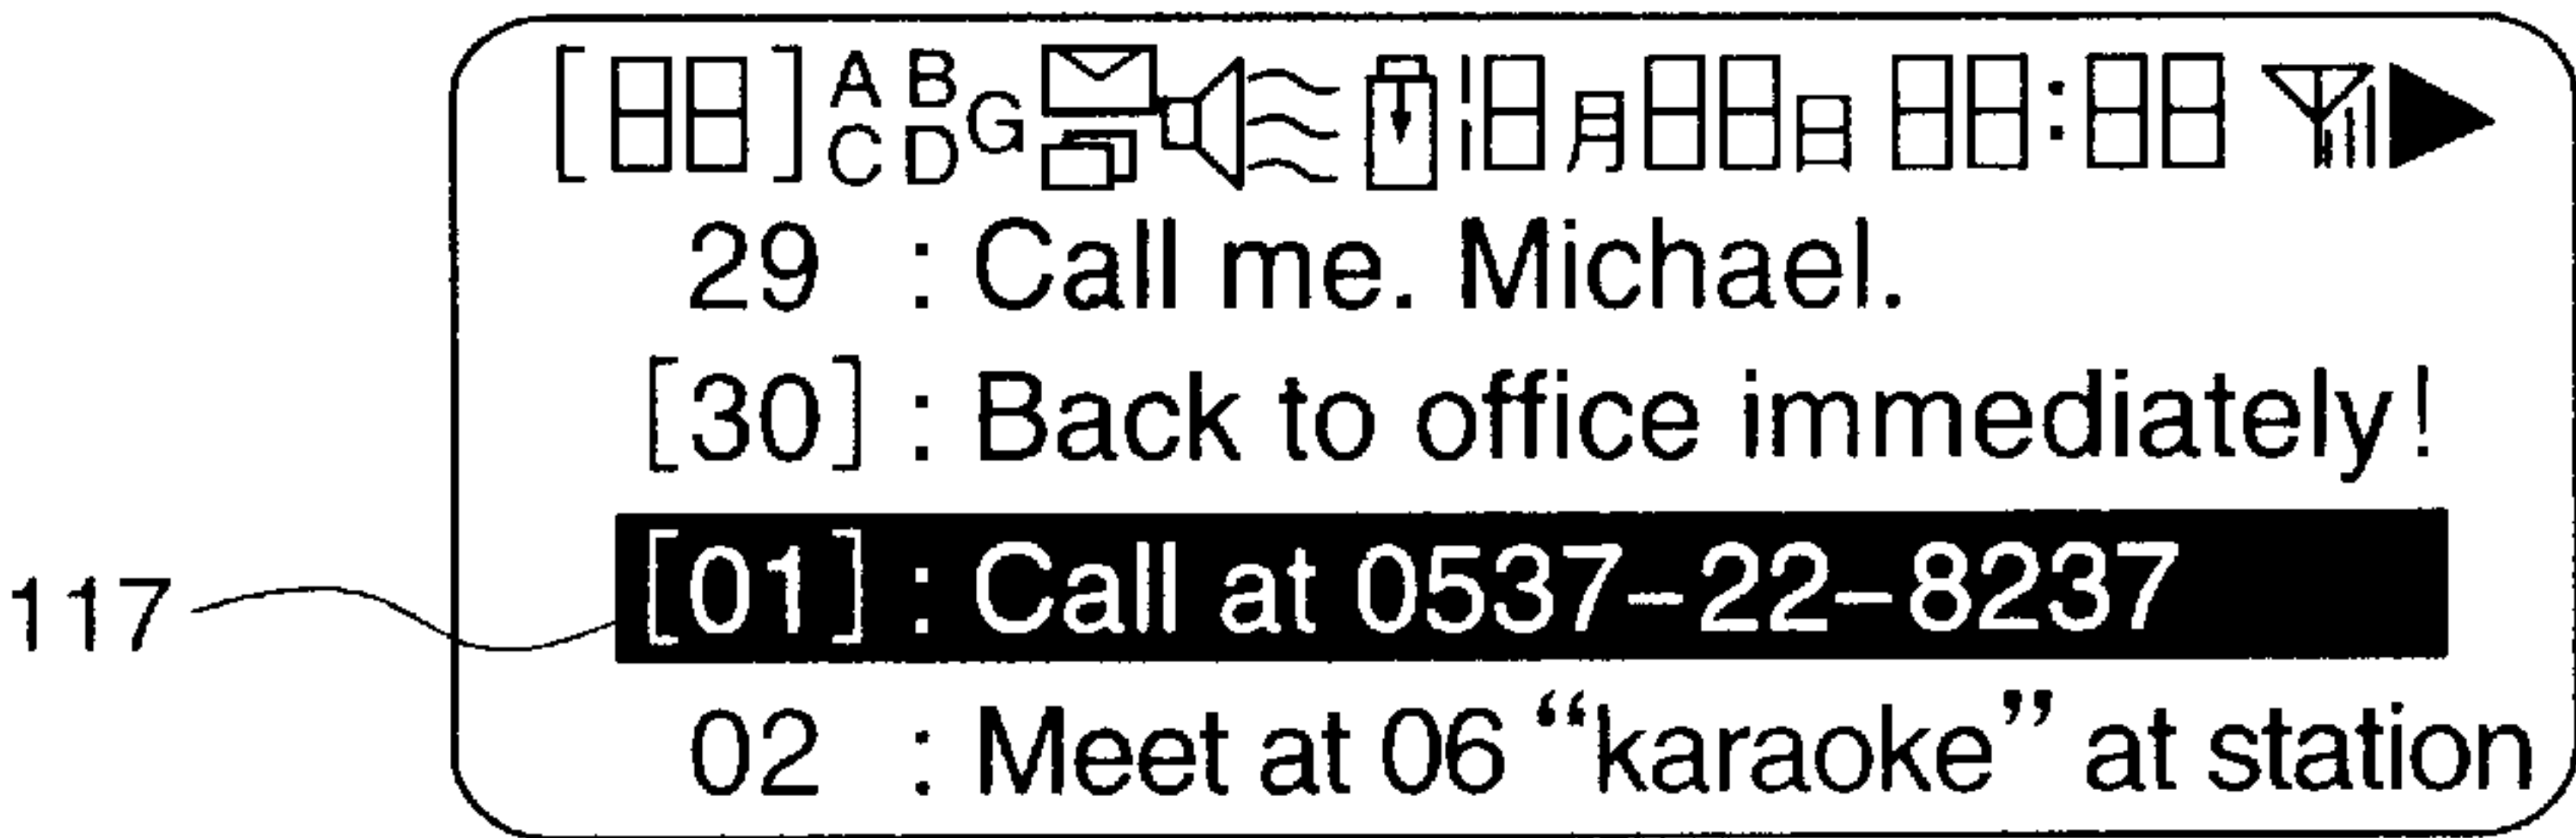 [88] A B C D G 18月88日 88:88
29 : Call me. Michael.
[30] : Back to office immediately!
[01] : Call at 0537-22-8237
02 : Meet at 06 “karaoke” at station
117